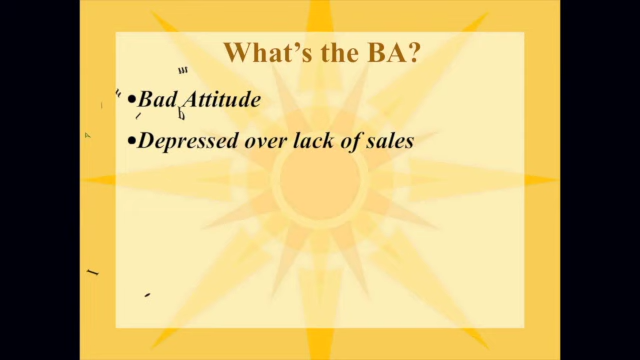 What's the BA?
•Bad Attitude
•Depressed over lack of sales